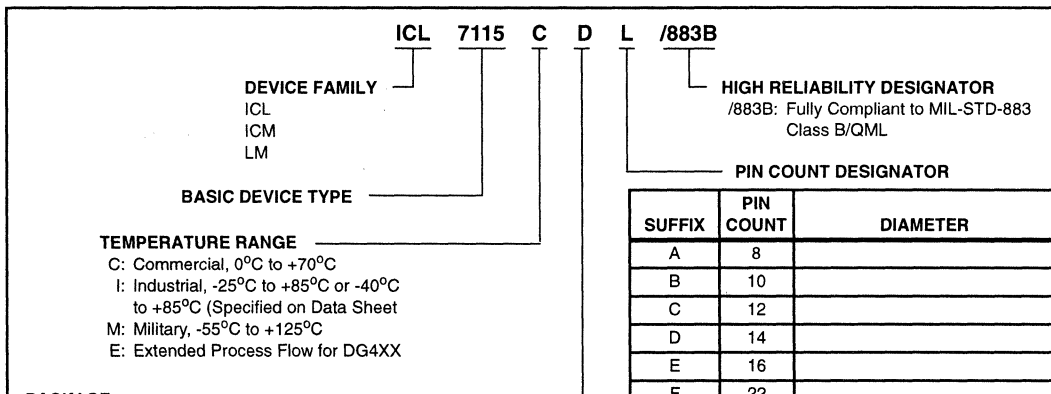 ICL 7115 C D L /883B
DEVICE FAMILY
ICL
ICM
LM
BASIC DEVICE TYPE
TEMPERATURE RANGE
C: Commercial, 0°C to +70°C
I: Industrial, -25°C to +85°C or -40°C
to +85°C (Specified on Data Sheet
M: Military, -55°C to +125°C
E: Extended Process Flow for DG4XX
HIGH RELIABILITY DESIGNATOR
/883B: Fully Compliant to MIL-STD-883
Class B/QML
PIN COUNT DESIGNATOR
SUFFIX PIN COUNT DIAMETER
A 8
B 10
C 12
D 14
E 16